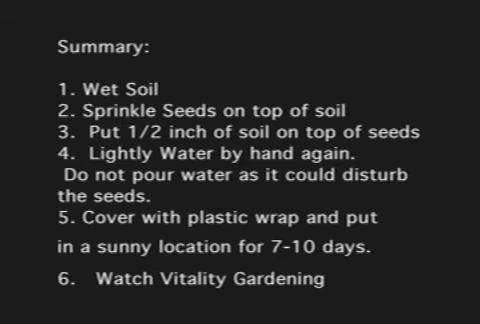 Summary:
1. Wet Soil
2. Sprinkle Seeds on top of soil
3. Put 1/2 inch of soil on top of seeds
4. Lightly Water by hand again.
Do not pour water as it could disturb
the seeds.
5. Cover with plastic wrap and put
in a sunny location for 7-10 days.
6. Watch Vitality Gardening